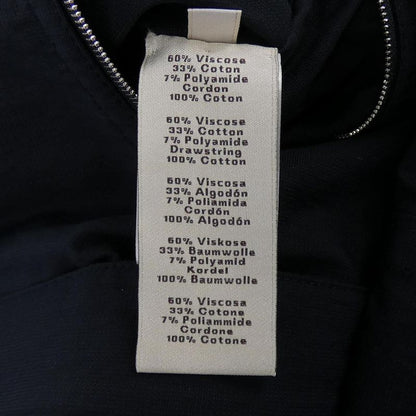 60% Viscose
33% Coton
7% Polyamide
Cordon
100% Coton
60% Viscose
33% Cotton
7% Polyamide
Drawstring
100% Cotton
60% Viscosa
33% Algodón
7% Poliamida
Cordón
100% Algodón
60% Viskose
33% Baumwolle
7% Polyamid
Kordel
100% Baumwolle
60% Viscosa
33% Cotone
7% Poliammide
Cordone
100% Cotone